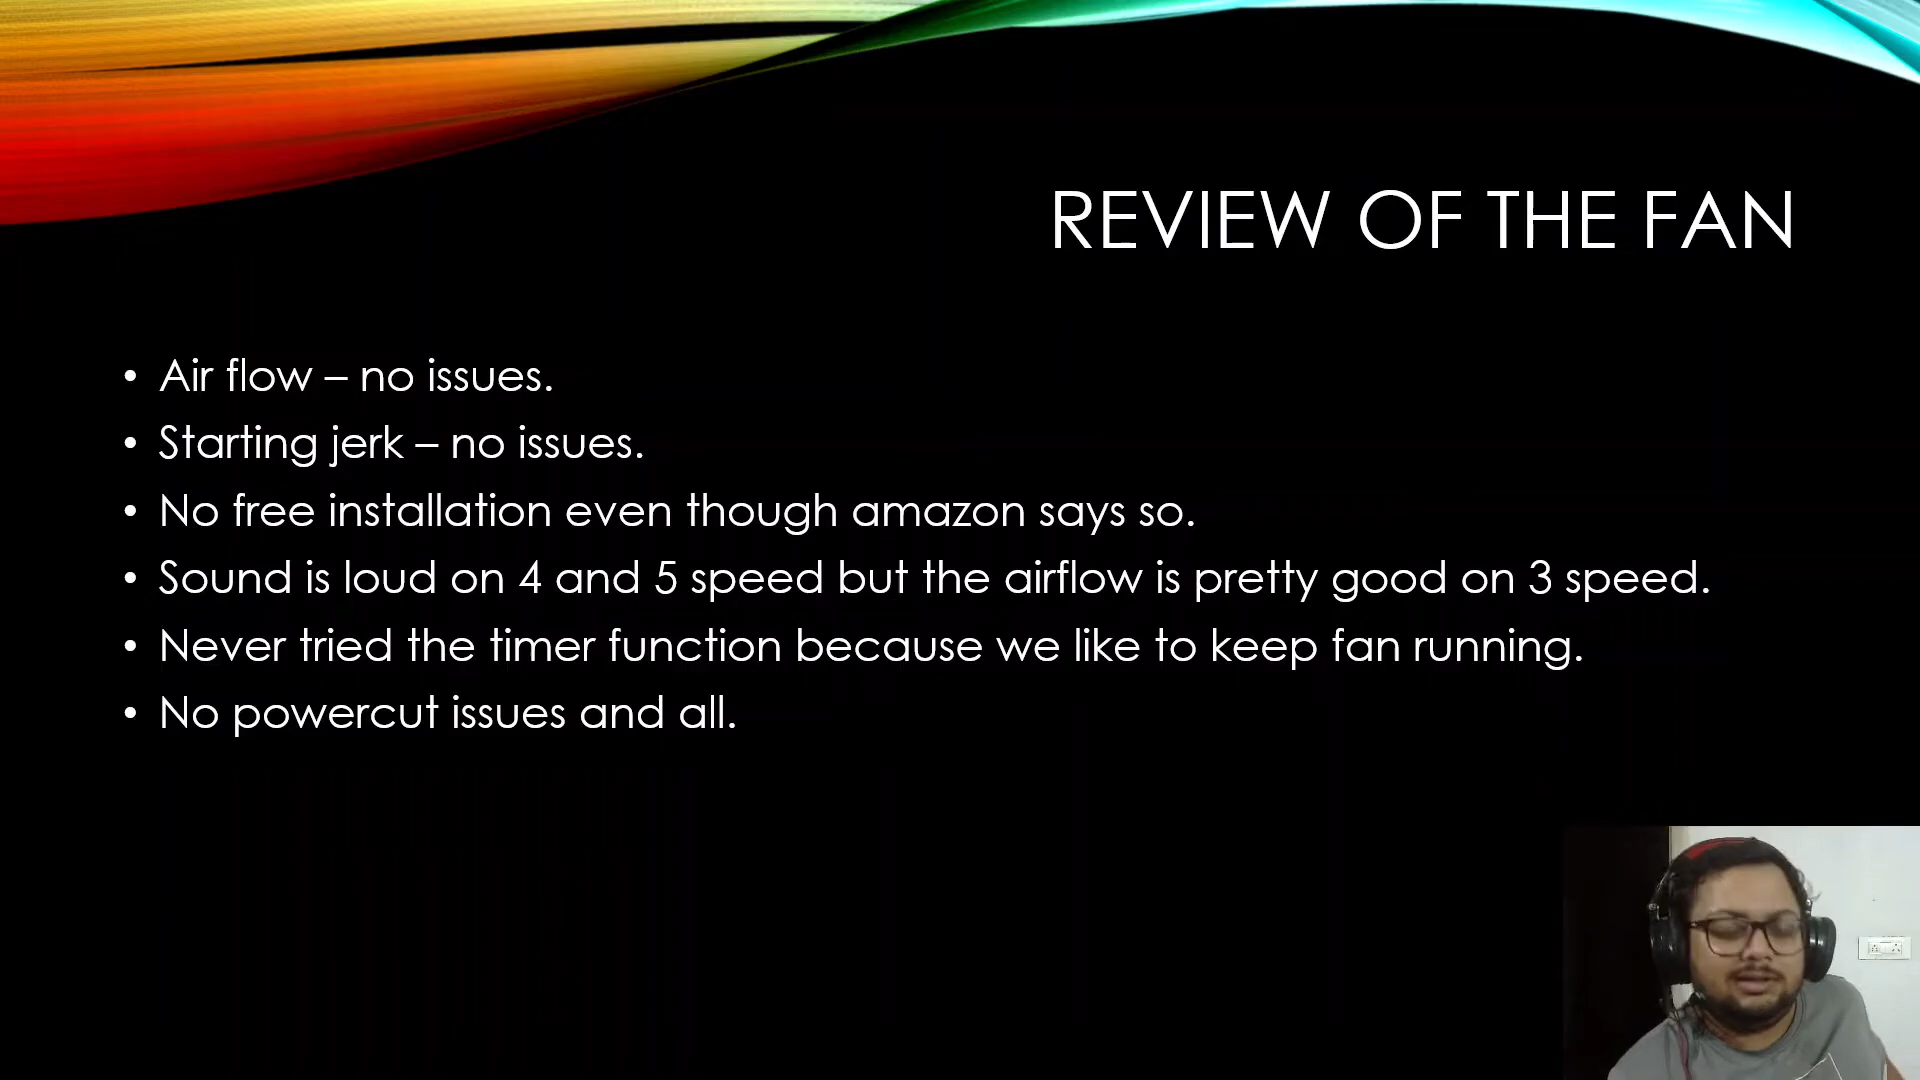 REVIEW OF THE FAN
• Air flow – no issues.
• Starting jerk – no issues.
• No free installation even though amazon says so.
• Sound is loud on 4 and 5 speed but the airflow is pretty good on 3 speed.
• Never tried the timer function because we like to keep fan running.
• No powercut issues and all.